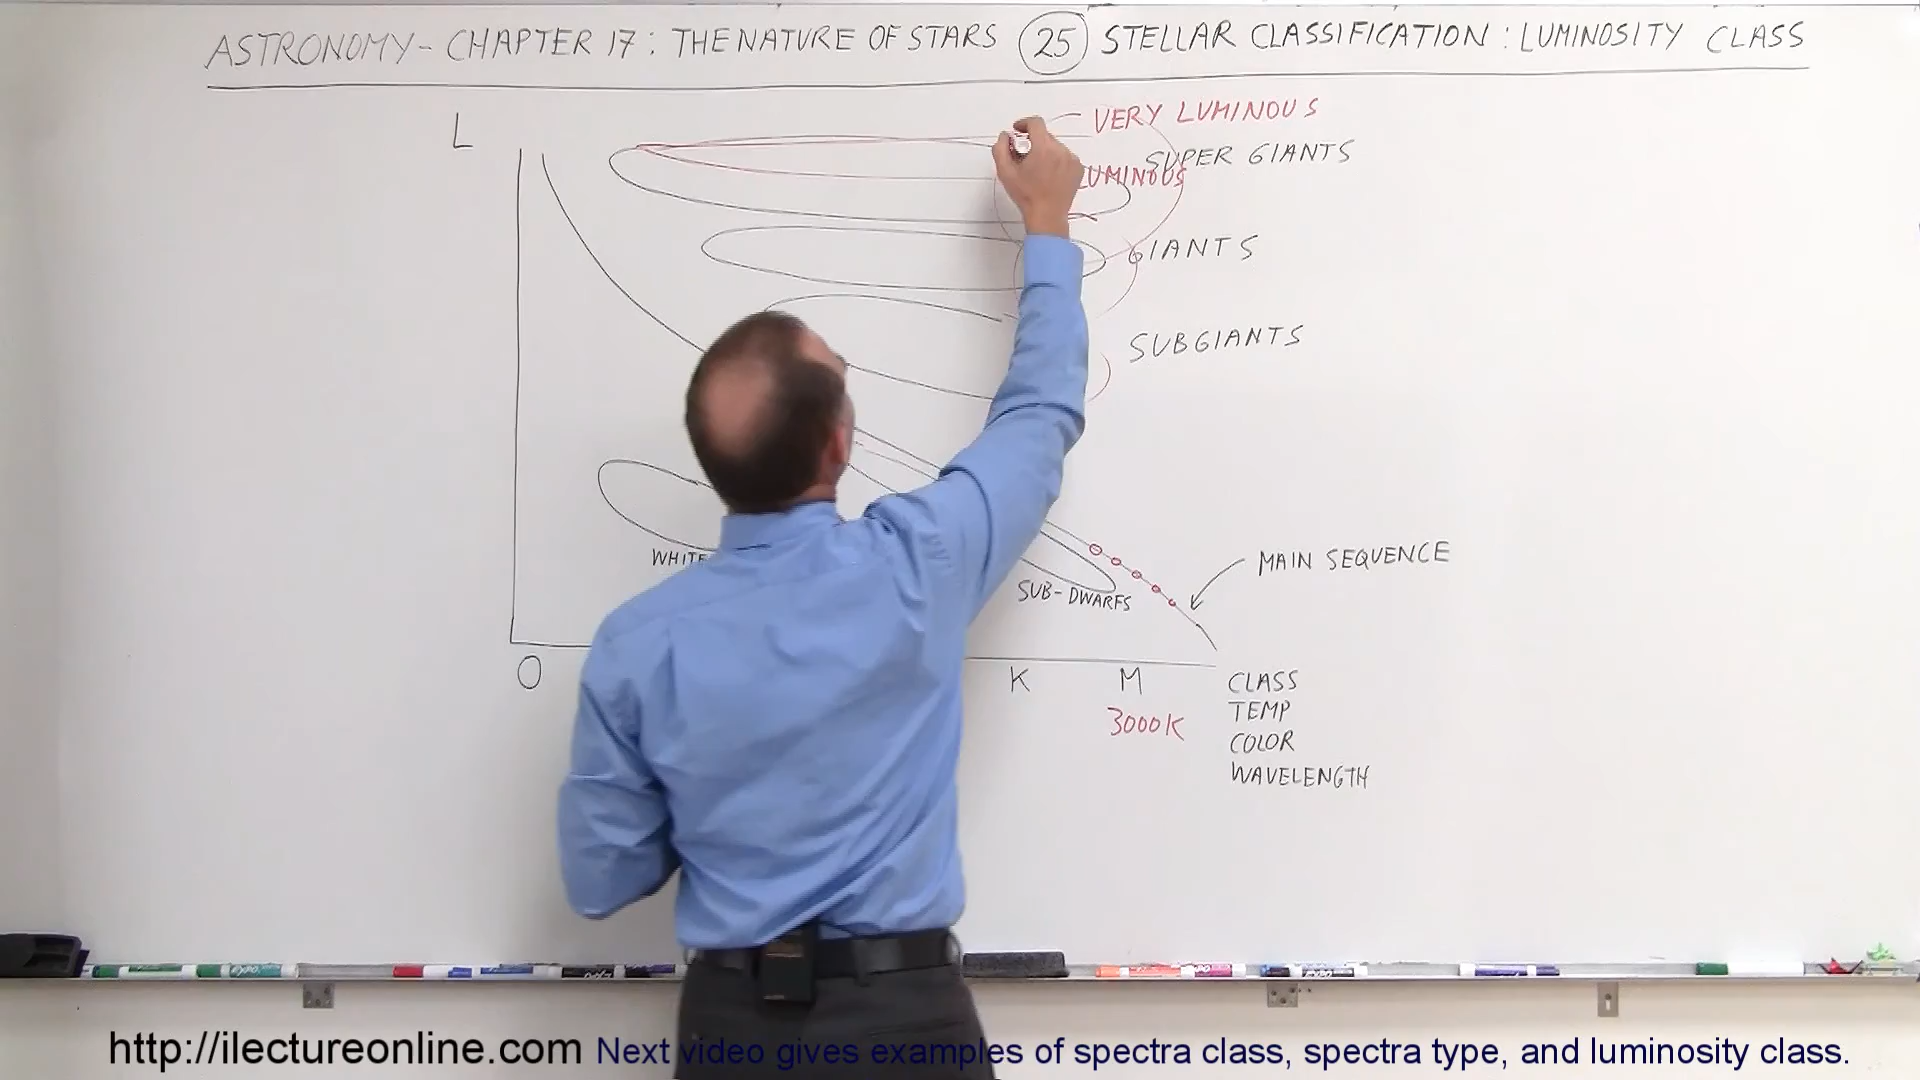 ASTRONOMY - CHAPTER 17: THE NATURE OF STARS 25 STELLAR CLASSIFICATION: LUMINOSITY CLASS
L
VERY LUMINOUS
SUPER GIANTS
LUMINOUS
GIANTS
SUBGIANTS
MAIN SEQUENCE
WHITE
SUB-DWARFS
O K M CLASS
3000K TEMP
COLOR
WAVELENGTH
http://ilectureonline.com Next video gives examples of spectra class, spectra type, and luminosity class.